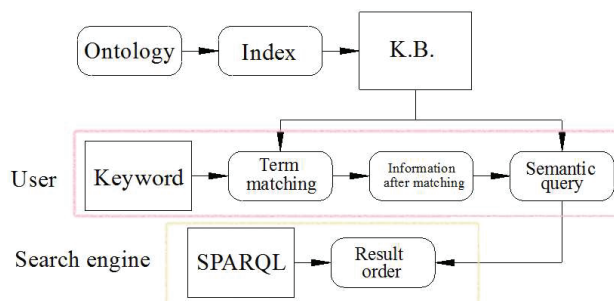 Ontology
Index
K.B.
User
Keyword
Term
matching
Information
after matching
Semantic
query
Search engine
SPARQL
Result
order